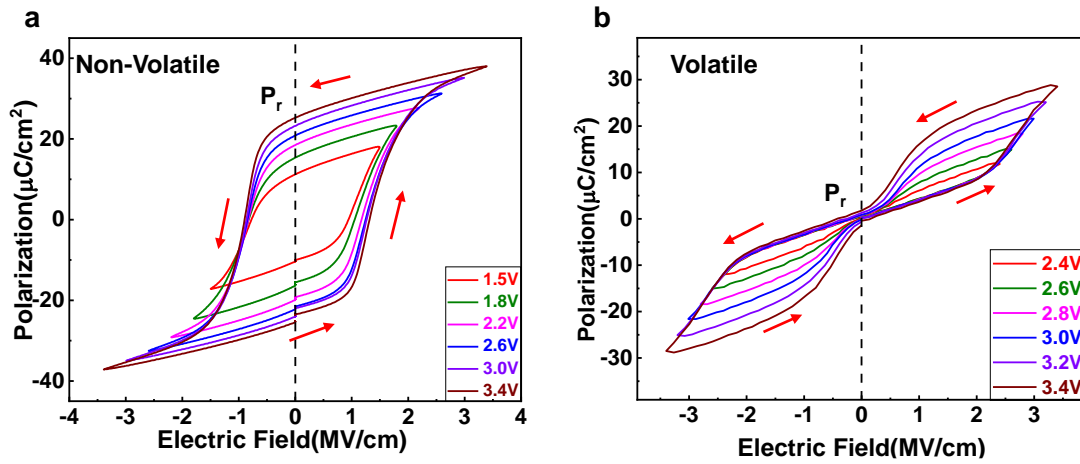 a
Non-Volatile
Pr
Polarization(μC/cm²)
40
20
0
-20
-40
-4 -3 -2 -1 0 1 2 3 4
Electric Field(MV/cm)
1.5V
1.8V
2.2V
2.6V
3.0V
3.4V
b
Volatile
Pr
Polarization(μC/cm²)
30
20
10
0
-10
-20
-30
-3 -2 -1 0 1 2 3
Electric Field(MV/cm)
2.4V
2.6V
2.8V
3.0V
3.2V
3.4V